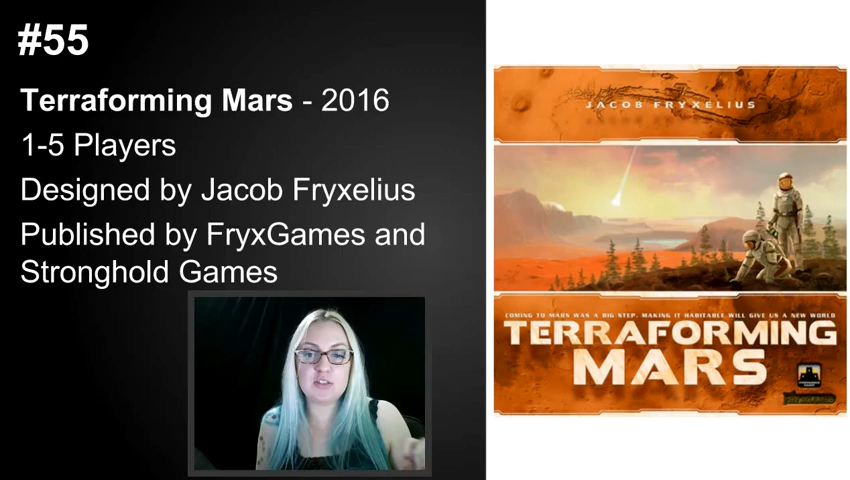 #55
Terraforming Mars - 2016
1-5 Players
Designed by Jacob Fryxelius
Published by FryxGames and
Stronghold Games
JACOB FRYXELIUS
COMING TO MARS WAS A BIG STEP. MAKING IT HABITABLE WILL GIVE US A NEW WORLD
TERRAFORMING
MARS